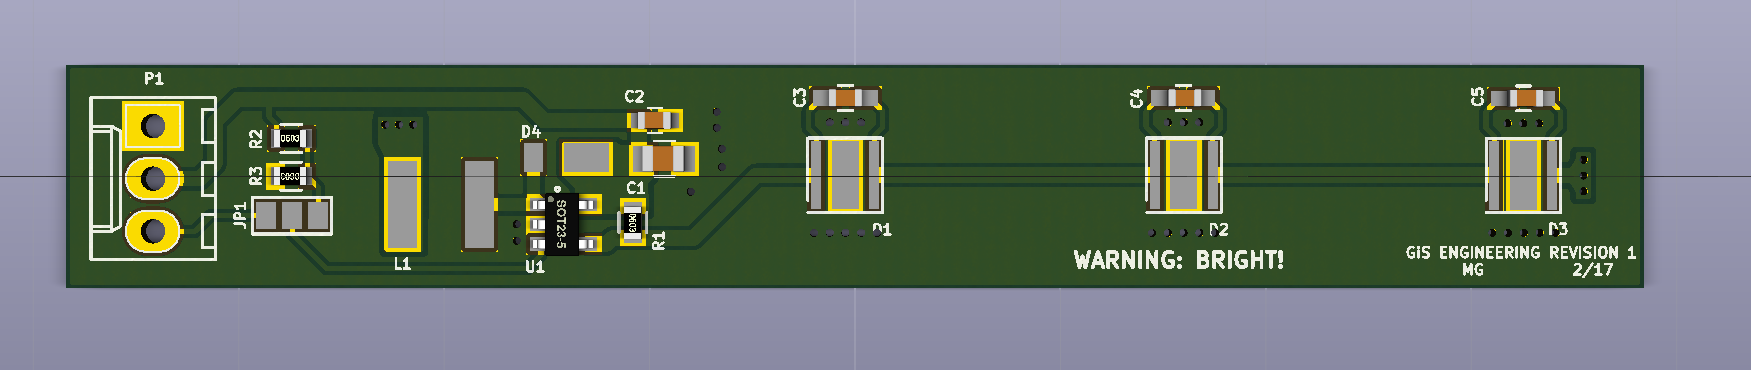 P1
R2
0603
R3
JP1
L1
D4
U1
SOT23-5
C2
C1
0603
R1
C3
D1
C4
D2
C5
D3
WARNING: BRIGHT!
GIS ENGINEERING REVISION 1
MG 2/17